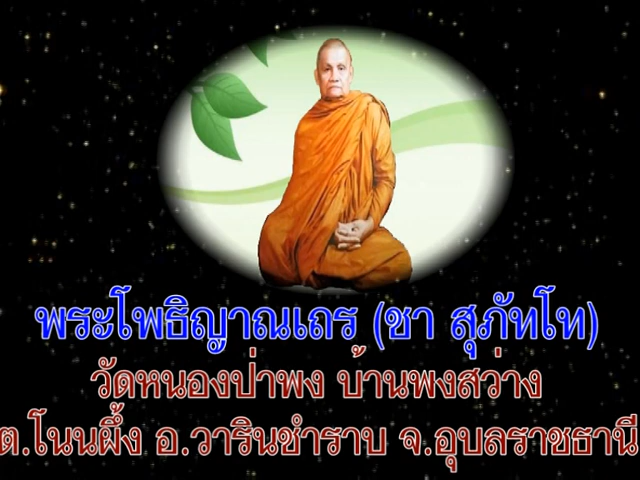 พระโพธิญาณเถร (ชา สุภัทโท)
วัดหนองป่าพง บ้านพงสว่าง
ต.โนนผึ้ง อ.วารินชำราบ จ.อุบลราชธานี